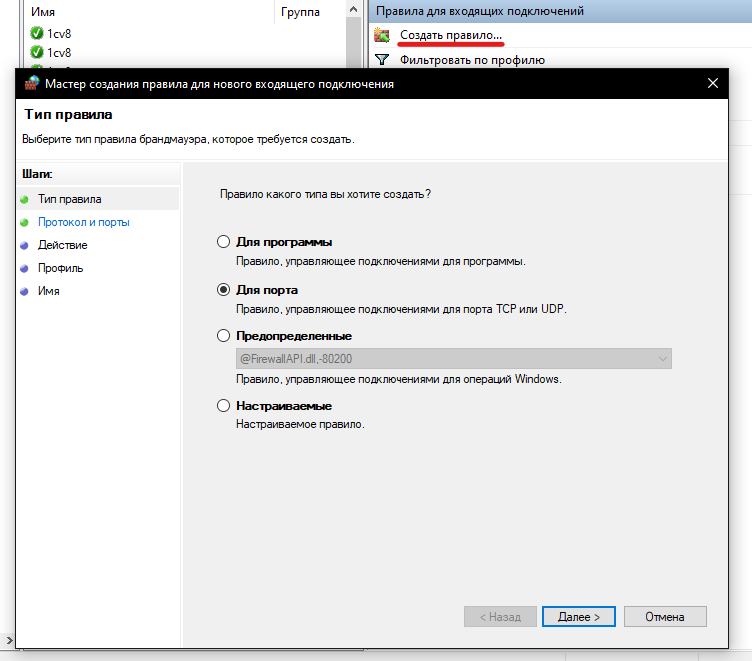 Имя Группа
1cv8
1cv8
Правила для входящих подключений
Создать правило...
Фильтровать по профилю
Мастер создания правила для нового входящего подключения
Тип правила
Выберите тип правила брандмауэра, которое требуется создать.
Шаги:
Тип правила
Протокол и порты
Действие
Профиль
Имя
Правило какого типа вы хотите создать?
Для программы
Правило, управляющее подключениями для программы.
Для порта
Правило, управляющее подключениями для порта TCP или UDP.
Предопределенные
@FirewallAPI.dll,-80200
Правило, управляющее подключениями для операций Windows.
Настраиваемые
Настраиваемое правило.
< Назад Далее > Отмена